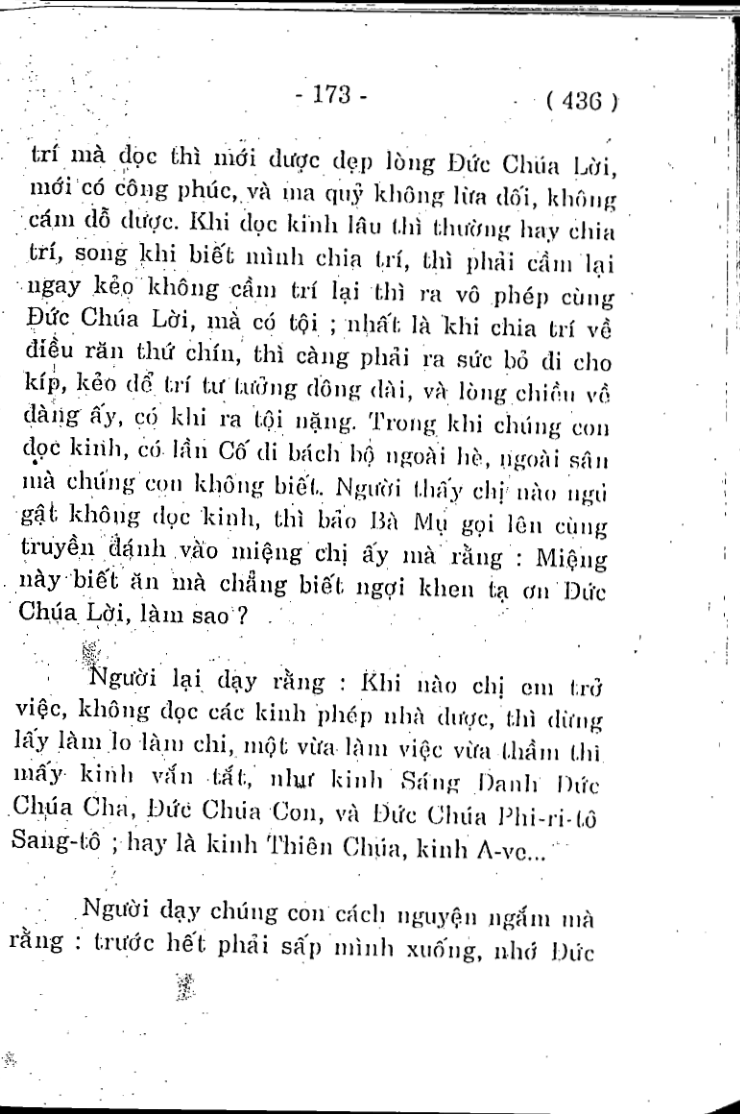 - 173 -
( 436 )
trí mà đọc thì mới được đẹp lòng Đức Chúa Lời,
mới có công phúc, và ma quỷ không lừa dối, không
cám dỗ được. Khi đọc kinh lâu thì thường hay chia
trí, song khi biết mình chia trí, thì phải cầm lại
ngay kẻo không cầm trí lại thì ra vô phép cùng
Đức Chúa Lời, mà có tội ; nhất là khi chia trí về
điều răn thứ chín, thì càng phải ra sức bỏ đi cho
kíp, kẻo để trí tư tưởng dông dài, và lòng chiều về
đàng ấy, có khi ra tội nặng. Trong khi chúng con
đọc kinh, có lần Cố đi bách bộ ngoài hè, ngoài sân
mà chúng con không biết. Người thấy chị nào ngủ
gật không đọc kinh, thì bảo Bà Mụ gọi lên cùng
truyền đánh vào miệng chị ấy mà rằng : Miệng
này biết ăn mà chẳng biết ngợi khen tạ ơn Đức
Chúa Lời, làm sao ?
Người lại dạy rằng : Khi nào chị em trở
việc, không đọc các kinh phép nhà được, thì đừng
lấy làm lo làm chi, một vừa làm việc vừa thầm thì
mấy kinh vắn tắt, như kinh Sáng Danh Đức
Chúa Cha, Đức Chúa Con, và Đức Chúa Phi-ri-tô
Sang-tô ; hay là kinh Thiên Chúa, kinh A-ve...
Người dạy chúng con cách nguyện ngắm mà
rằng : trước hết phải sấp mình xuống, nhớ Đức